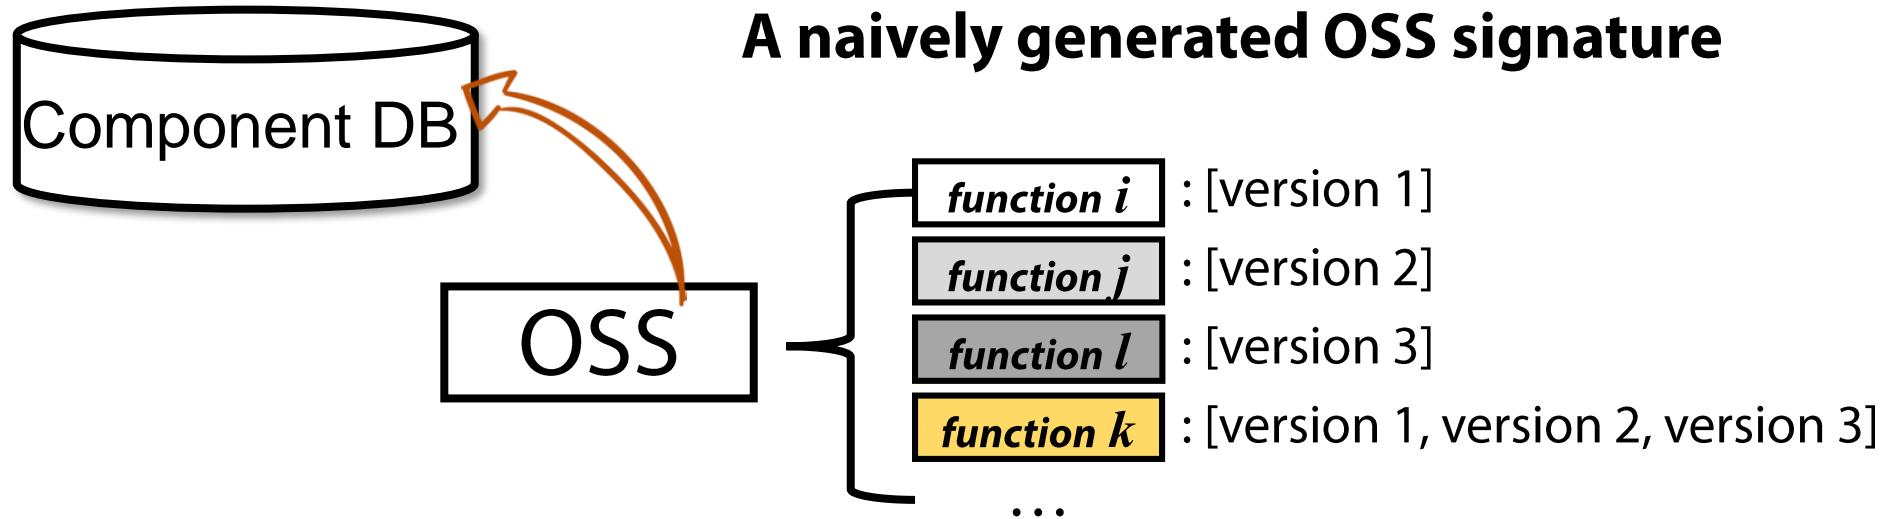 A naively generated OSS signature
Component DB
OSS
function i : [version 1]
function j : [version 2]
function l : [version 3]
function k : [version 1, version 2, version 3]
...